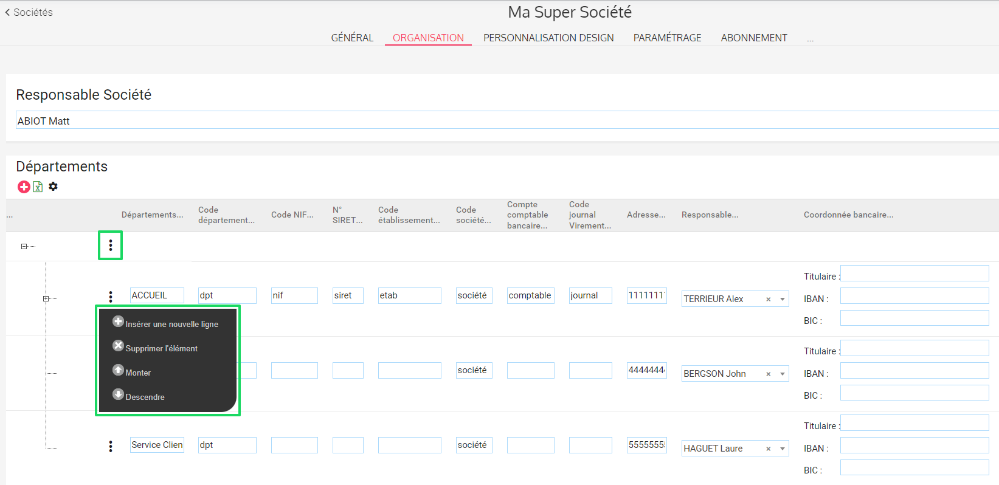 Sociétés
Ma Super Société
GÉNÉRAL ORGANISATION PERSONNALISATION DESIGN PARAMÉTRAGE ABONNEMENT ...
Responsable Société
ABIOT Matt
Départements
... Départements... Code département... Code NIF... N° SIRET... Code établissement... Code société... Compte comptable bancaire... Code journal Virement... Adresse... Responsable... Coordonnée bancaire...
Titulaire :
ACCUEIL dpt nif siret etab société comptable journal 1111111 TERRIEUR Alex × IBAN :
BIC :
Insérer une nouvelle ligne
Supprimer l'élément
Monter
Descendre
Titulaire :
société 4444444 BERGSON John × IBAN :
BIC :
Titulaire :
Service Clien dpt société 5555555 HAGUET Laure × IBAN :
BIC :